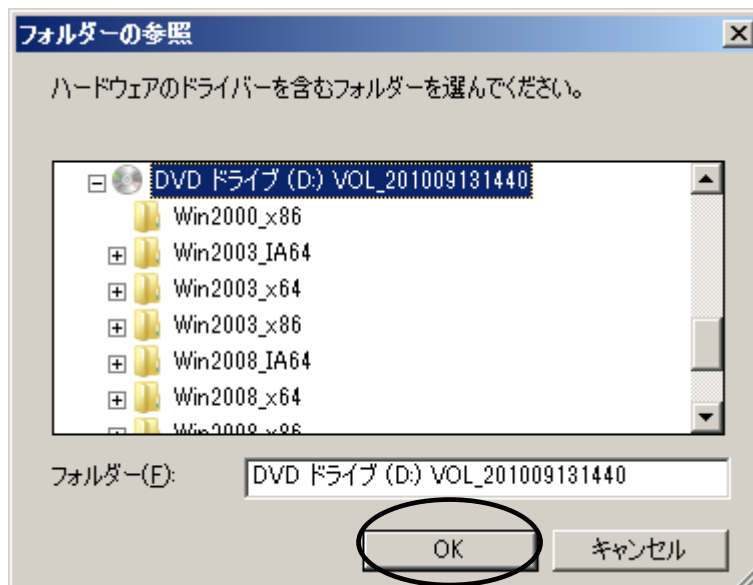 フォルダーの参照
ハードウェアのドライバーを含むフォルダーを選んでください。
DVD ドライブ (D:) VOL_201009131440
Win2000_x86
Win2003_IA64
Win2003_x64
Win2003_x86
Win2008_IA64
Win2008_x64
Win2008_x86
フォルダー(F): DVD ドライブ (D:) VOL_201009131440
OK キャンセル